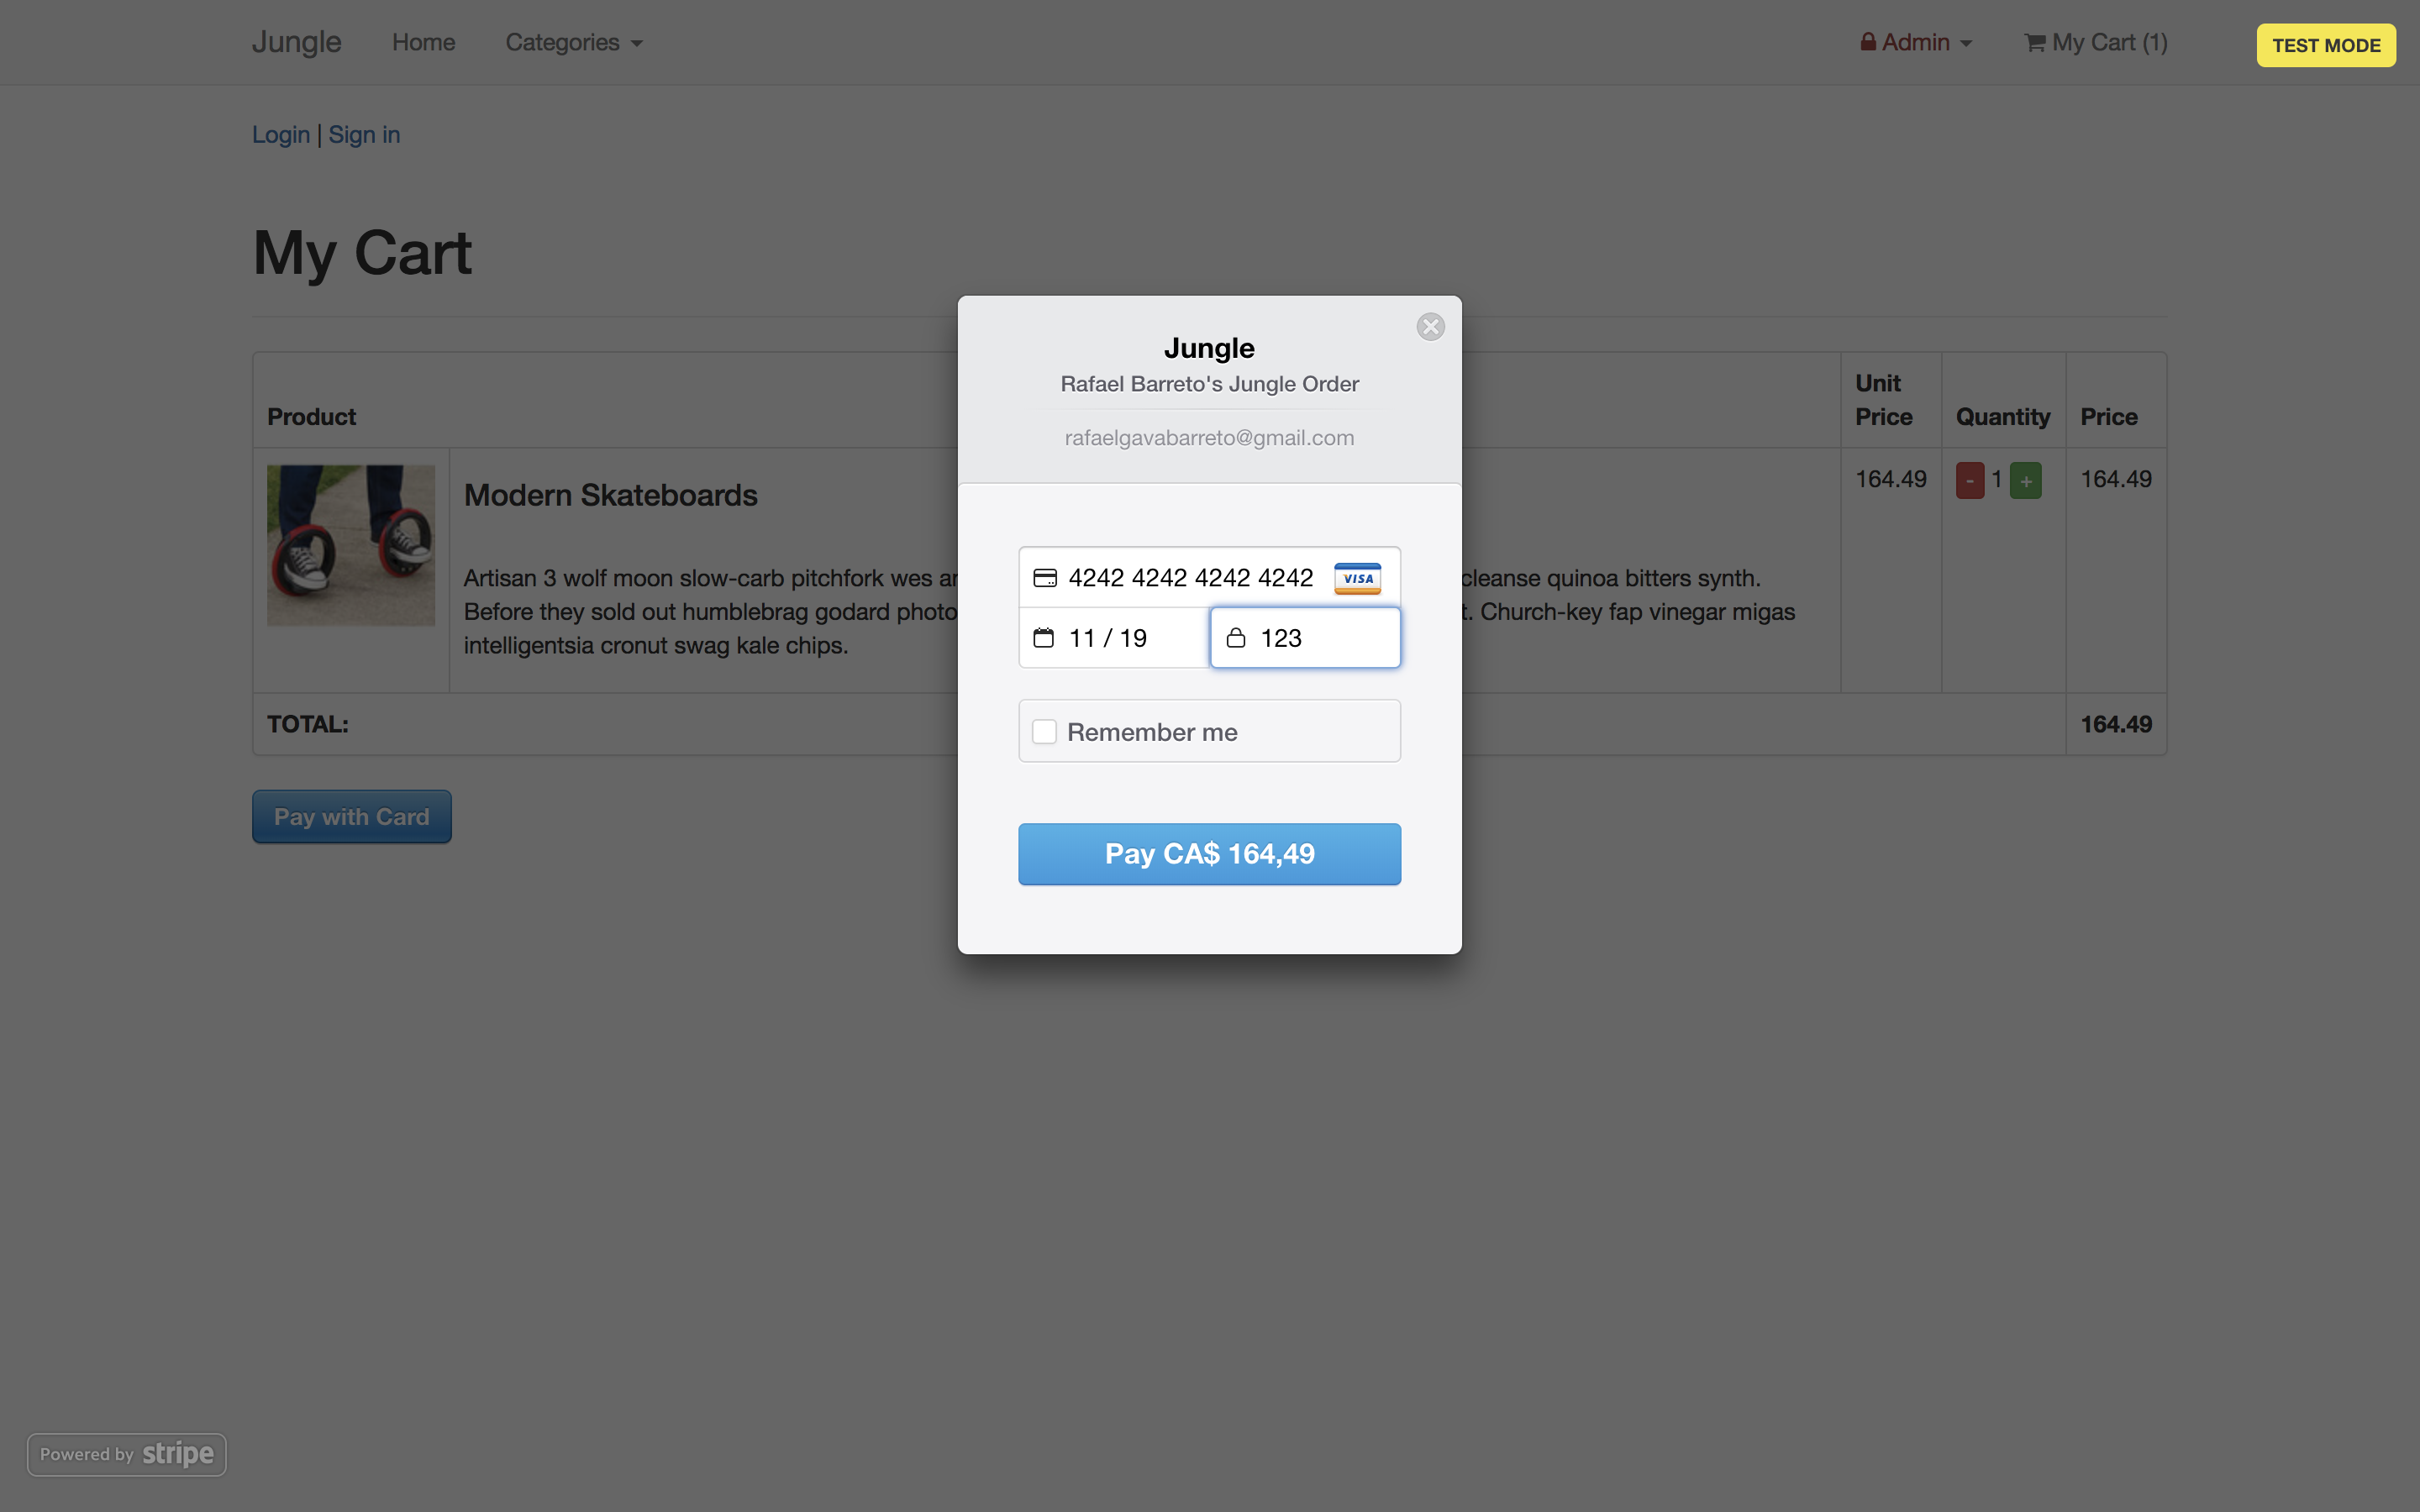 Jungle Home Categories Admin My Cart (1) TEST MODE
Login | Sign in
My Cart
Product Unit Price Quantity Price
Modern Skateboards 164.49 - 1 + 164.49
Artisan 3 wolf moon slow-carb pitchfork wes cleanse quinoa bitters synth.
Before they sold out humblebrag godard photo Church-key fap vinegar migas
intelligentsia cronut swag kale chips.
TOTAL: 164.49
Pay with Card
Jungle
Rafael Barreto's Jungle Order
rafaelgavabarreto@gmail.com
4242 4242 4242 4242 VISA
11 / 19 123
Remember me
Pay CA$ 164,49
Powered by stripe